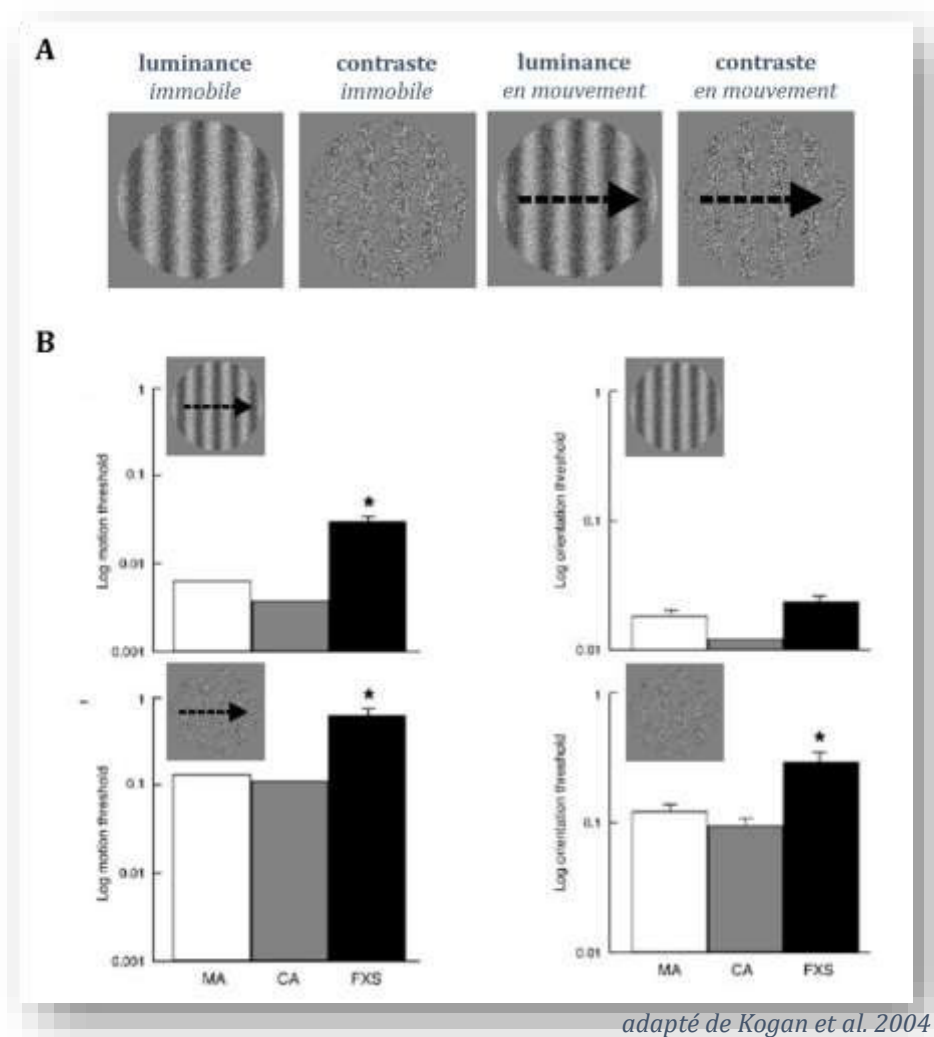 A
luminance
immobile
contraste
immobile
luminance
en mouvement
contraste
en mouvement
B
Log motion threshold
1
0.1
0.01
0.001
*
Log orientation threshold
1
0.1
0.01
Log motion threshold
1
0.1
0.01
0.001
*
MA CA FXS
Log orientation threshold
1
0.1
0.01
*
MA CA FXS
adapté de Kogan et al. 2004